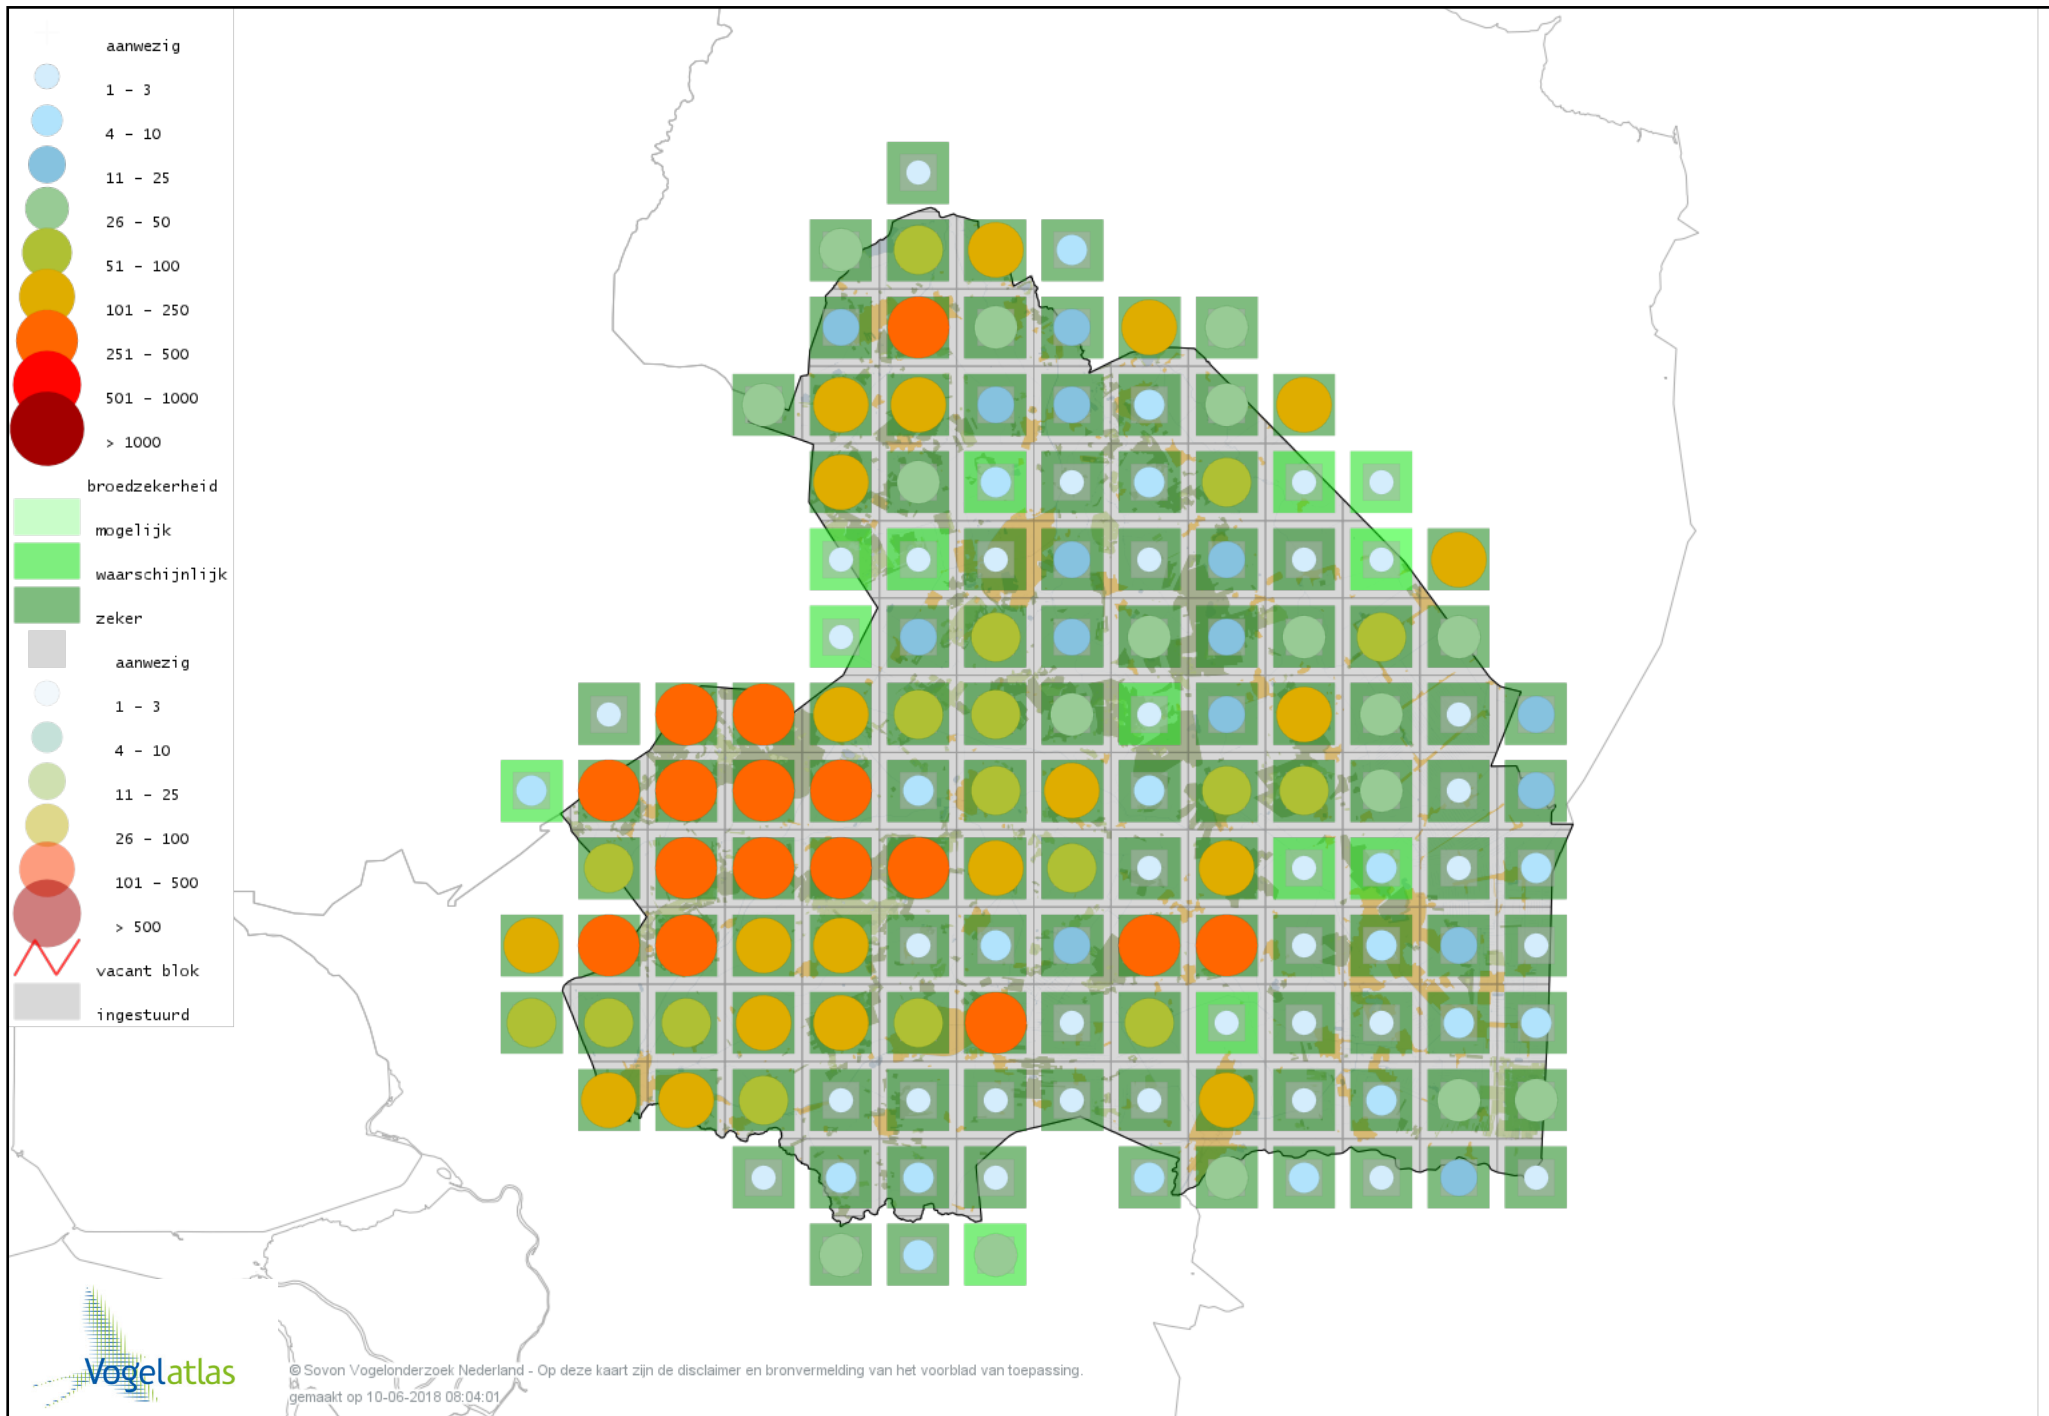 aanwezig
1 - 3
4 - 10
11 - 25
26 - 50
51 - 100
101 - 250
251 - 500
501 - 1000
> 1000
broedzekerheid
mogelijk
waarschijnlijk
zeker
aanwezig
1 - 3
4 - 10
11 - 25
26 - 100
101 - 500
> 500
vacant blok
ingestuurd
Vogelatlas
© Sovon Vogelonderzoek Nederland - Op deze kaart zijn de disclaimer en bronvermelding van het voorblad van toepassing.
gemaakt op 10-06-2018 08:04:01